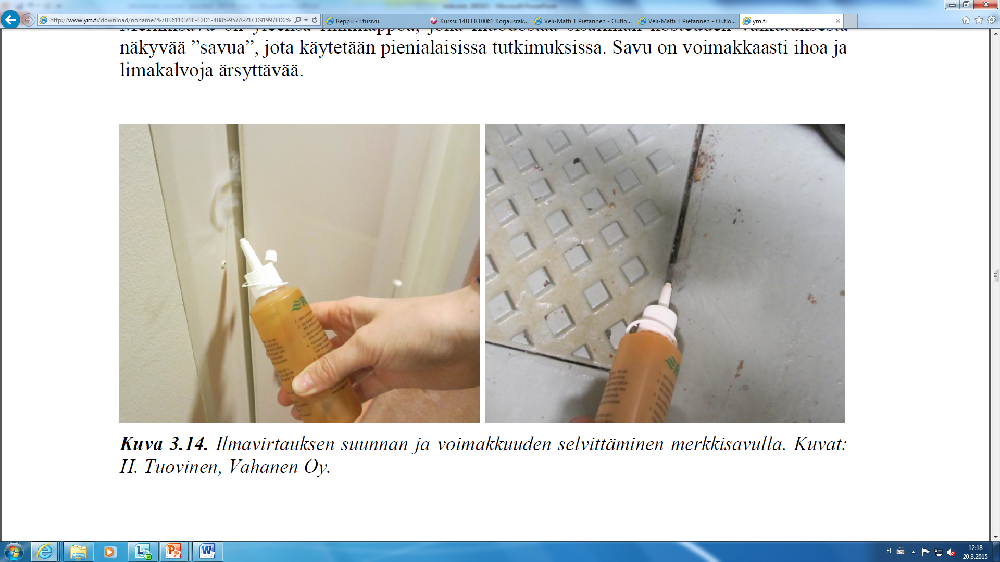 http://www.ym.fi/download/noname/%7BB611C71F-F2D1-4B85-957A-21CD91997ED0%
Reppu - Etusivu
Kurssi: 14B ERT0061 Korjausrak...
Veli-Matti T Pietarinen - Outlo...
Veli-Matti T Pietarinen - Outlo...
ym.fi
näkyvää ”savua”, jota käytetään pienialaisissa tutkimuksissa. Savu on voimakkaasti ihoa ja
limakalvoja ärsyttävää.
Kuva 3.14. Ilmavirtauksen suunnan ja voimakkuuden selvittäminen merkkisavulla. Kuvat:
H. Tuovinen, Vahanen Oy.
FI
12:18
20.3.2015